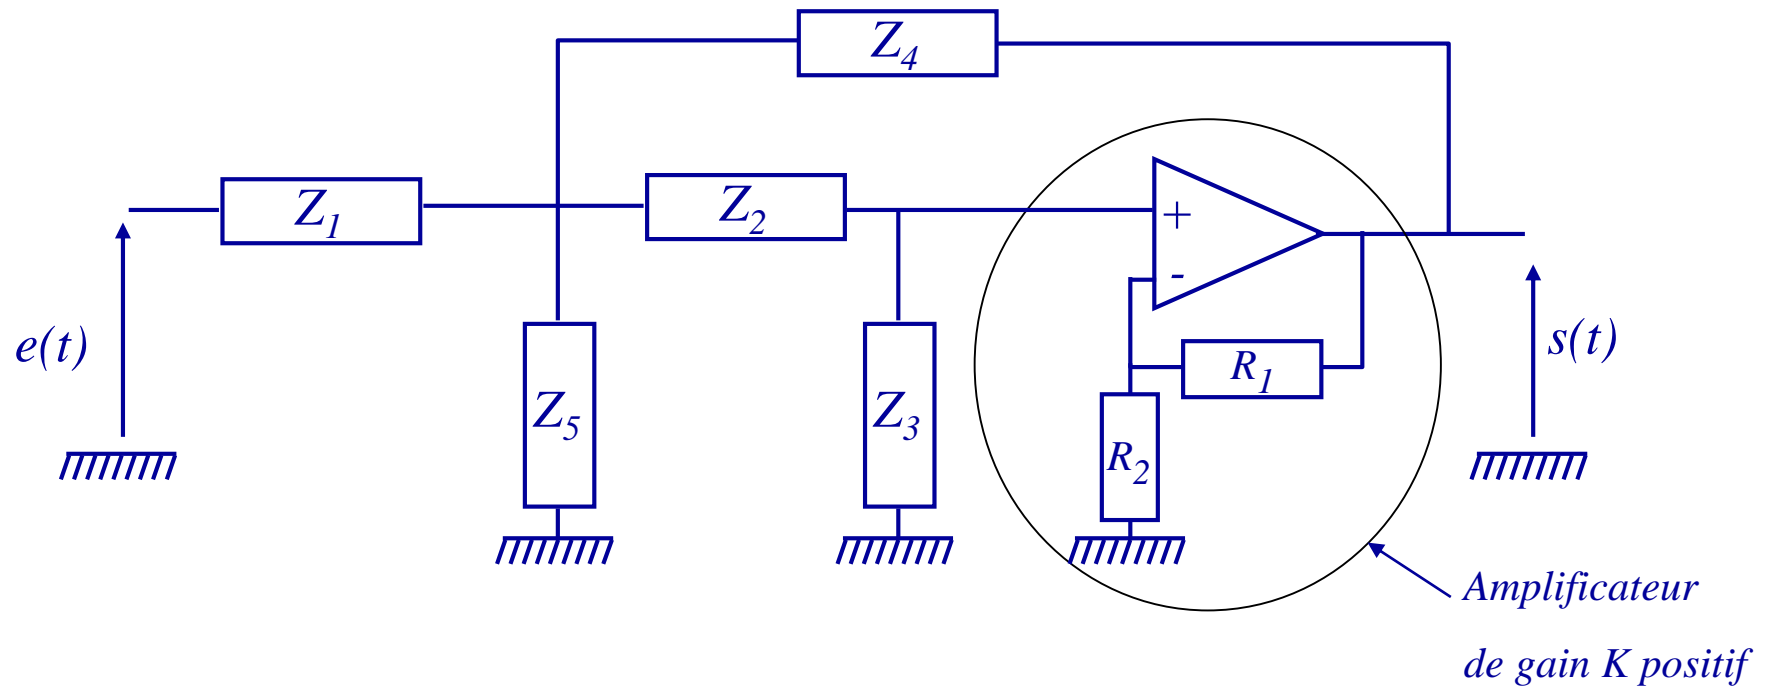 Z4
Z1
Z2
+
-
e(t)
s(t)
Z5
Z3
R1
R2
Amplificateur
de gain K positif